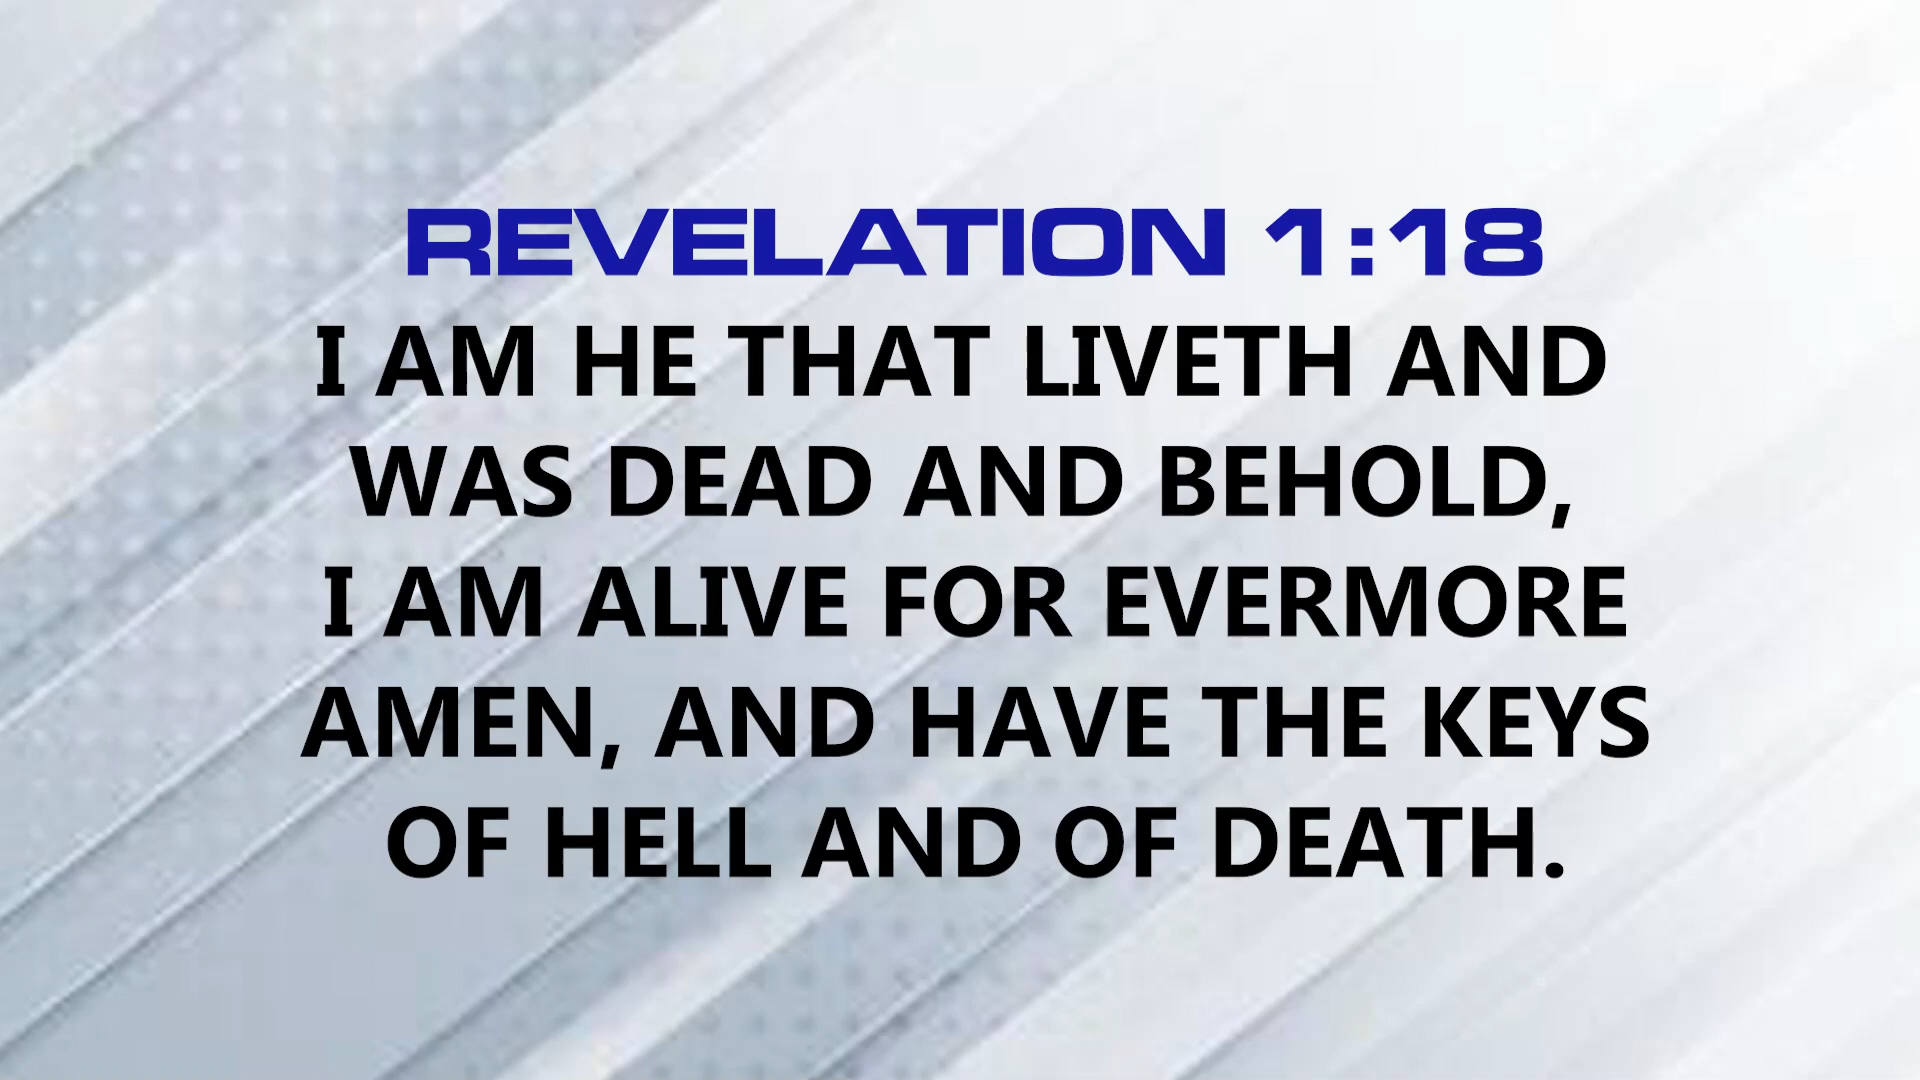 REVELATION 1:18
I AM HE THAT LIVETH AND
WAS DEAD AND BEHOLD,
I AM ALIVE FOR EVERMORE
AMEN, AND HAVE THE KEYS
OF HELL AND OF DEATH.